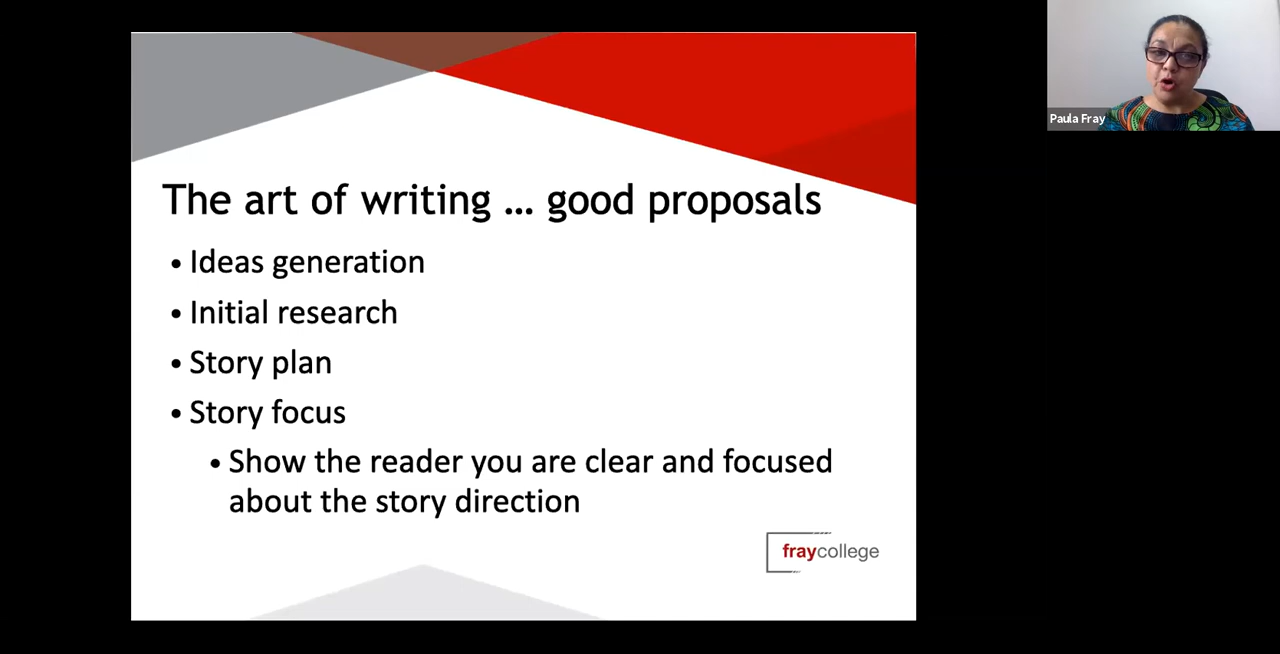 The art of writing ... good proposals
• Ideas generation
• Initial research
• Story plan
• Story focus
• Show the reader you are clear and focused
about the story direction
fraycollege
Paula Fray